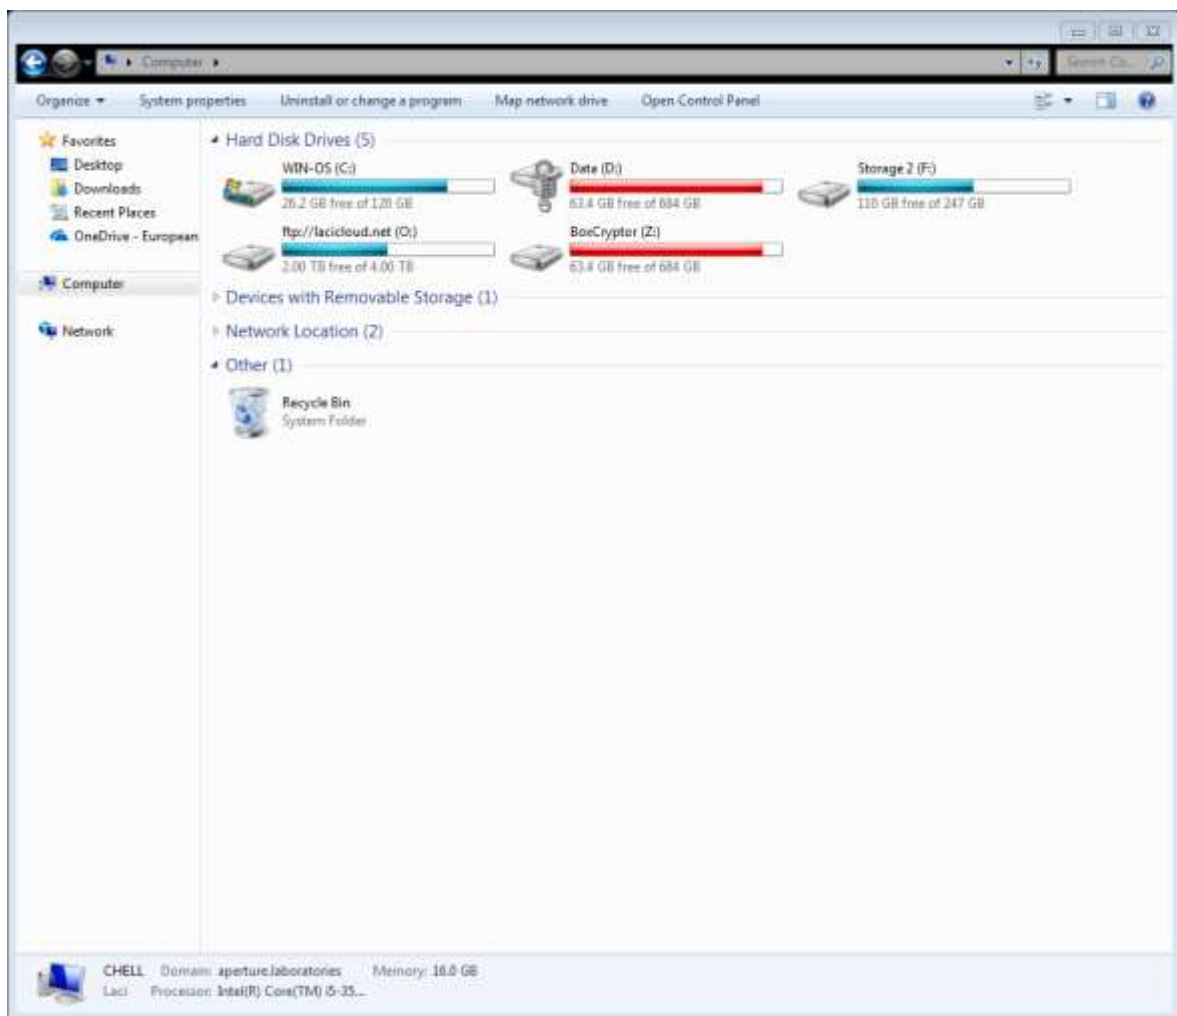 Computer
Search Co...
Organize
System properties
Uninstall or change a program
Map network drive
Open Control Panel
Favorites
Desktop
Downloads
Recent Places
OneDrive - European
Computer
Network
Hard Disk Drives (5)
WIN-OS (C:)
26.2 GB free of 120 GB
Data (D:)
63.4 GB free of 684 GB
Storage 2 (F:)
110 GB free of 247 GB
ftp://lacicloud.net (O:)
2.00 TB free of 4.00 TB
BoxCryptor (Z:)
63.4 GB free of 684 GB
Devices with Removable Storage (1)
Network Location (2)
Other (1)
Recycle Bin
System Folder
CHELL Domain: aperture.laboratories Memory: 16.0 GB
Laci Processor: Intel(R) Core(TM) i5-35...